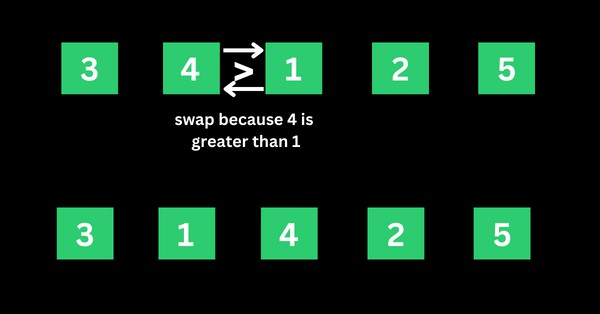 3 4 > 1 2 5
swap because 4 is
greater than 1
3 1 4 2 5